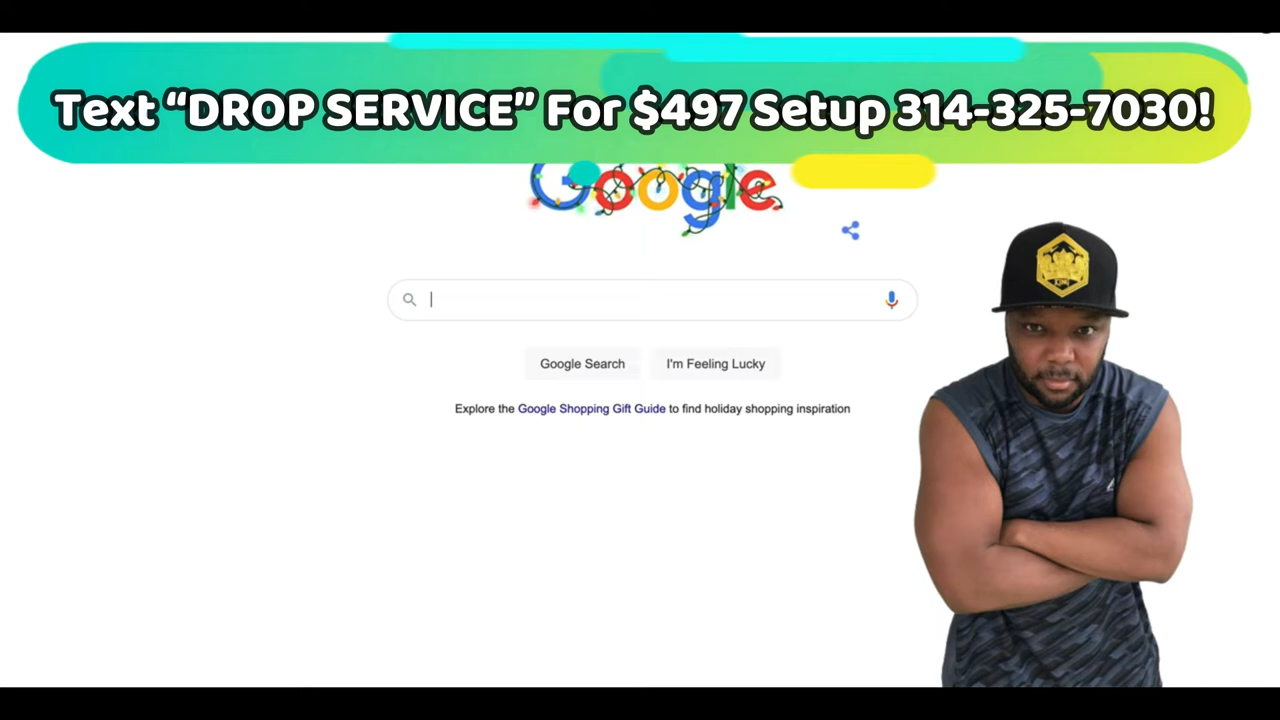 Text “DROP SERVICE” For $497 Setup 314-325-7030!
Google
Google Search
I'm Feeling Lucky
Explore the Google Shopping Gift Guide to find holiday shopping inspiration